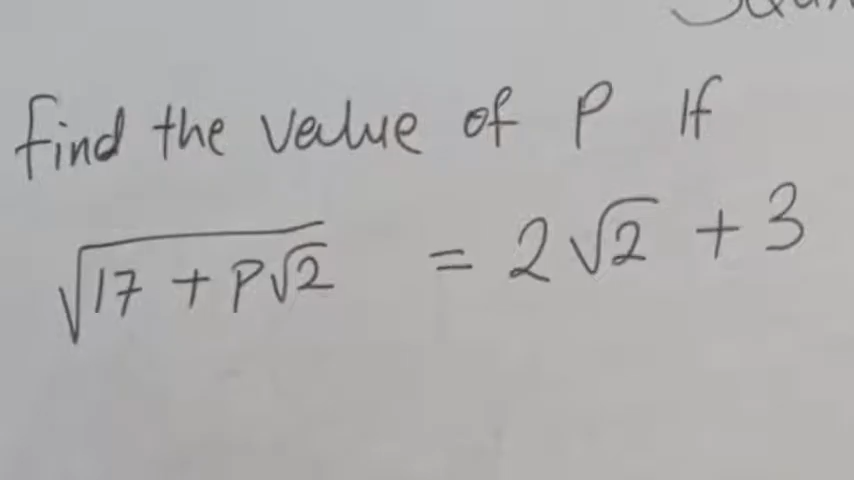 find the value of P If
√17 + P√2 = 2√2 + 3